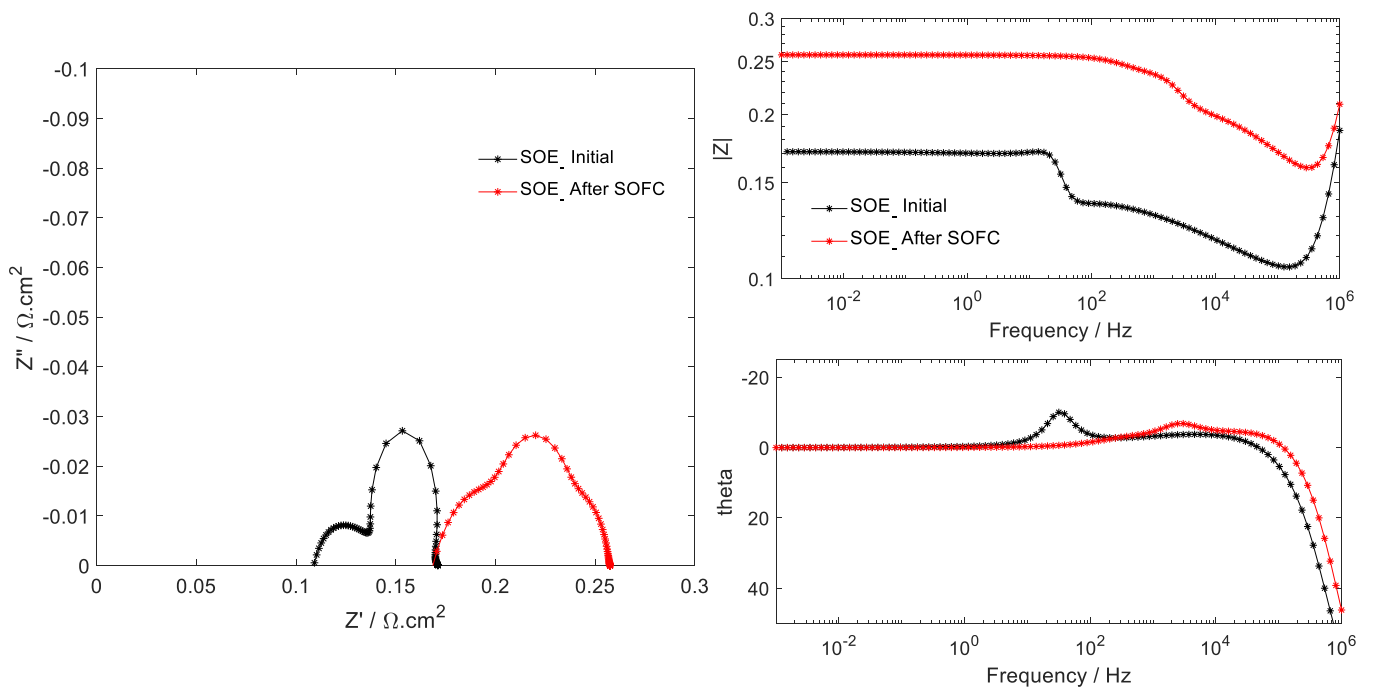 -0.1
-0.09
-0.08
-0.07
-0.06
-0.05
-0.04
-0.03
-0.02
-0.01
0
Z" / Ω.cm2
SOE_ Initial
SOE_ After SOFC
0 0.05 0.1 0.15 0.2 0.25 0.3
Z' / Ω.cm2
0.3
0.25
0.2
0.15
0.1
|Z|
SOE_ Initial
SOE_ After SOFC
10-2 100 102 104 106
Frequency / Hz
-20
0
20
40
theta
10-2 100 102 104 106
Frequency / Hz